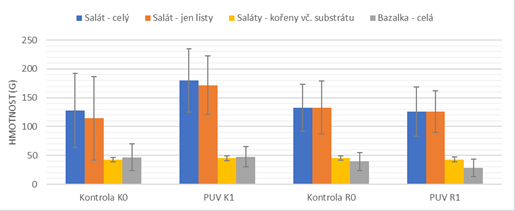 Salát - celý Salát - jen listy Saláty - kořeny vč. substrátu Bazalka - celá
HMOTNOST (G)
250
200
150
100
50
0
Kontrola K0 PUV K1 Kontrola R0 PUV R1